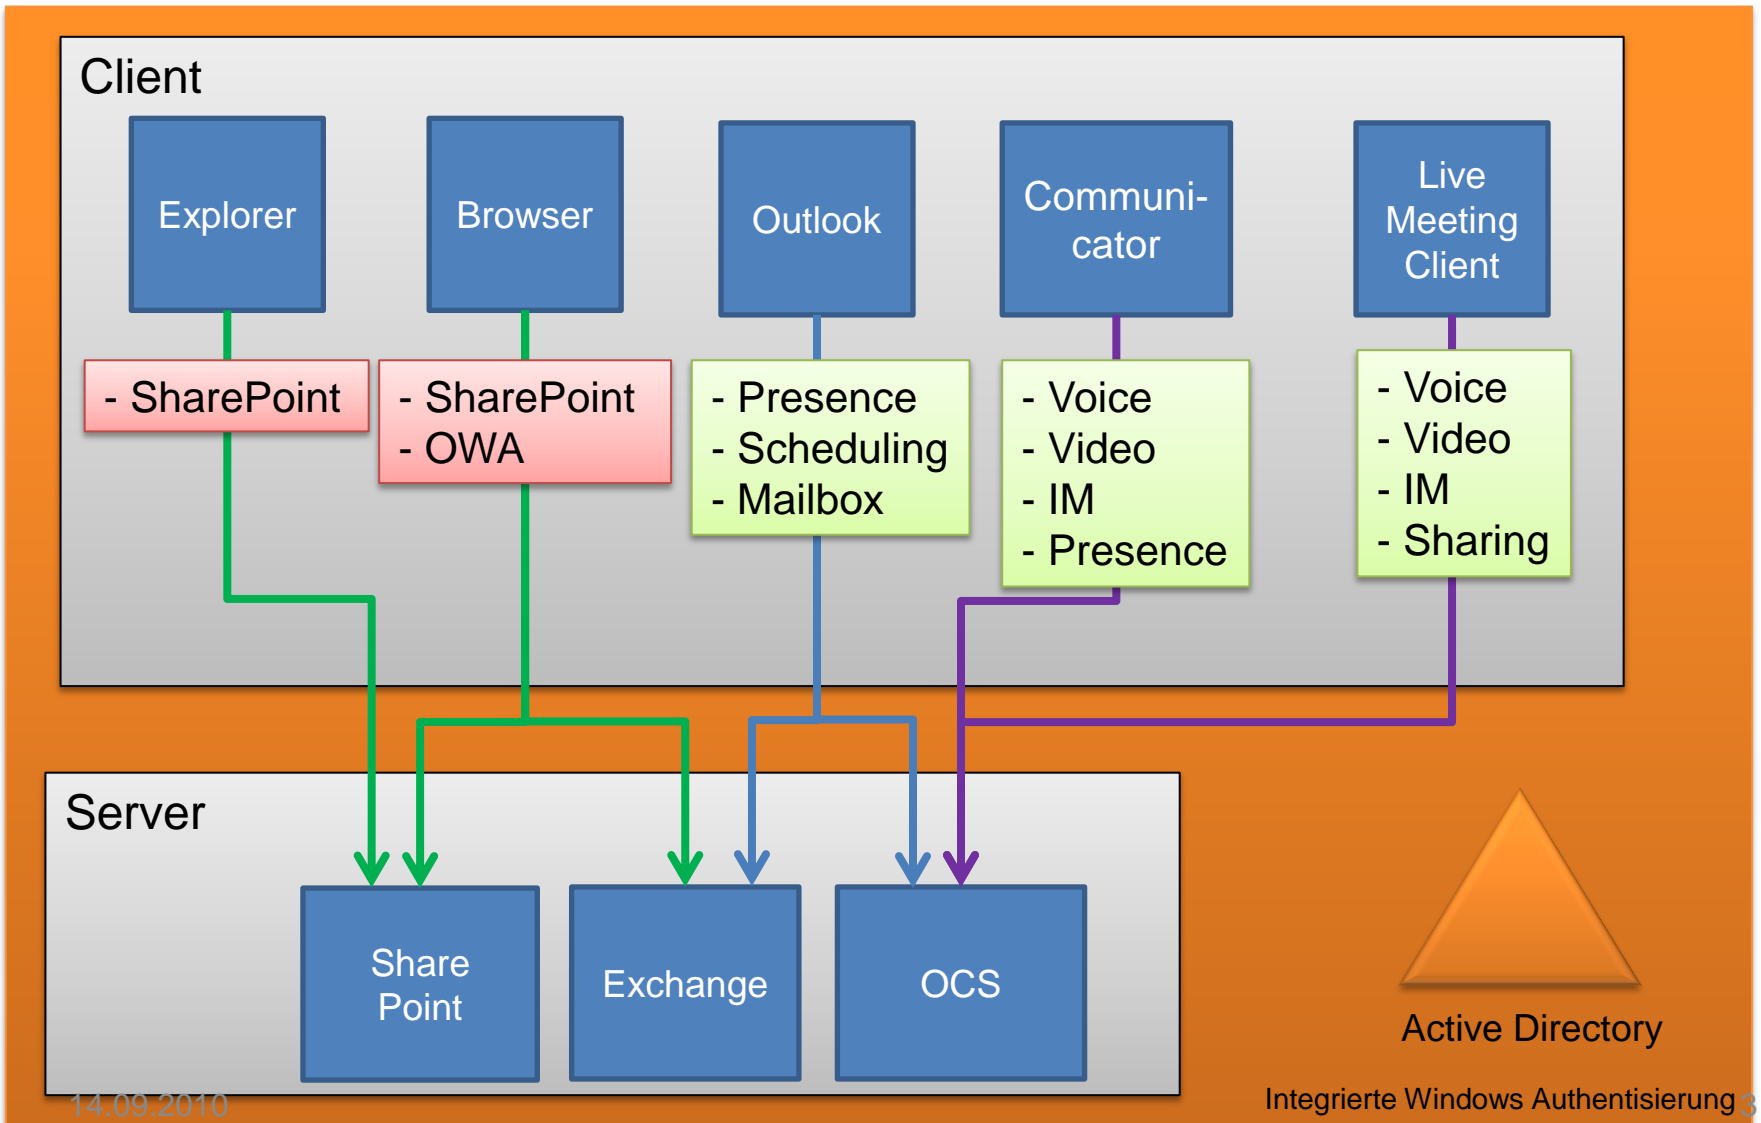 Client
Explorer
Browser
Outlook
Communi-
cator
Live
Meeting
Client
- SharePoint
- SharePoint
- OWA
- Presence
- Scheduling
- Mailbox
- Voice
- Video
- IM
- Presence
- Voice
- Video
- IM
- Sharing
Server
Share
Point
Exchange
OCS
Active Directory
14.09.2010
Integrierte Windows Authentisierung
3